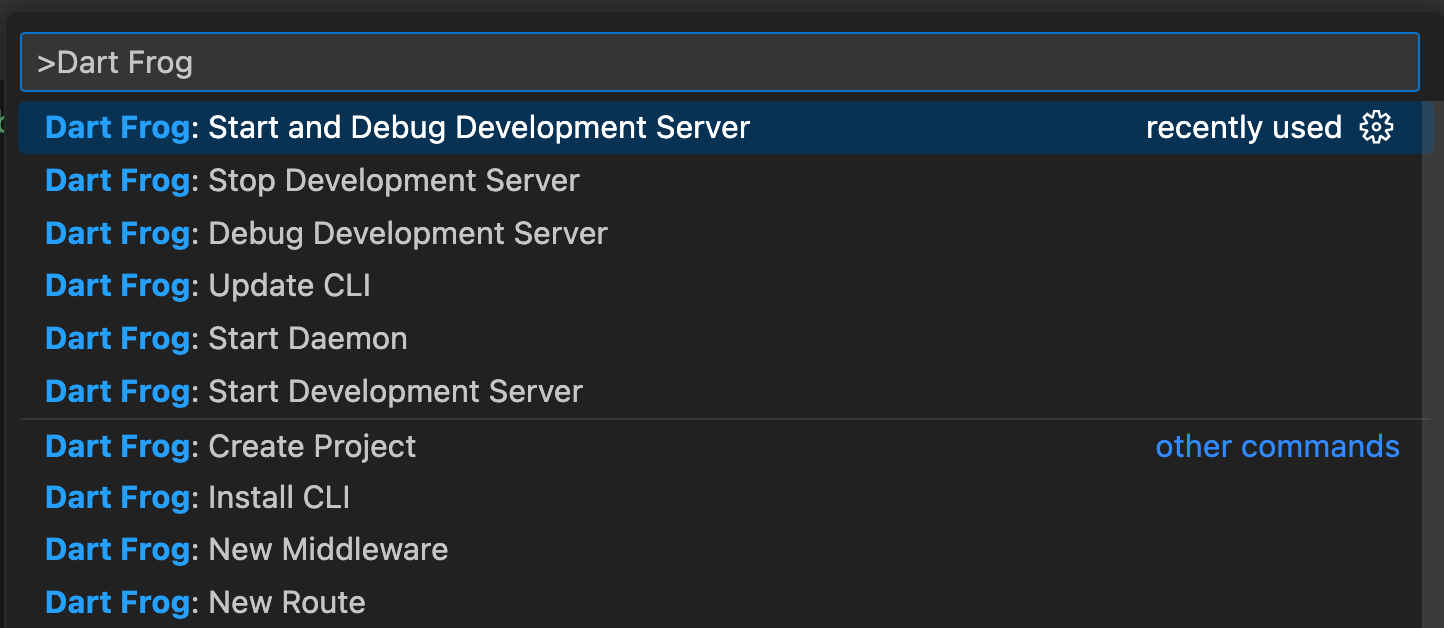 >Dart Frog
Dart Frog: Start and Debug Development Server recently used
Dart Frog: Stop Development Server
Dart Frog: Debug Development Server
Dart Frog: Update CLI
Dart Frog: Start Daemon
Dart Frog: Start Development Server
Dart Frog: Create Project other commands
Dart Frog: Install CLI
Dart Frog: New Middleware
Dart Frog: New Route